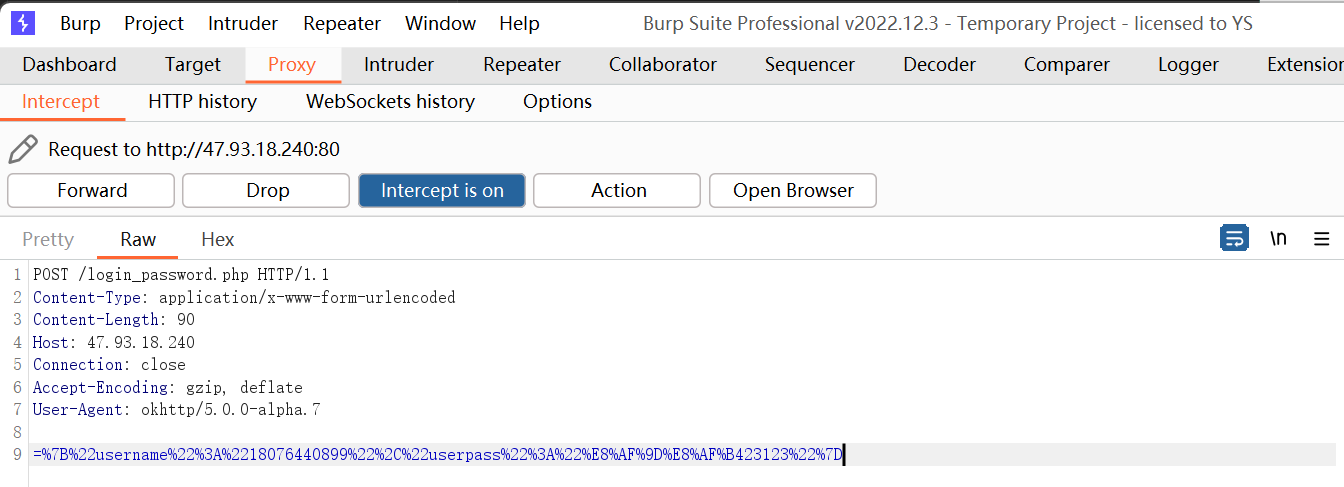 Burp Project Intruder Repeater Window Help Burp Suite Professional v2022.12.3 - Temporary Project - licensed to YS
Dashboard Target Proxy Intruder Repeater Collaborator Sequencer Decoder Comparer Logger Extension
Intercept HTTP history WebSockets history Options
Request to http://47.93.18.240:80
Forward Drop Intercept is on Action Open Browser
Pretty Raw Hex \n
1 POST /login_password.php HTTP/1.1
2 Content-Type: application/x-www-form-urlencoded
3 Content-Length: 90
4 Host: 47.93.18.240
5 Connection: close
6 Accept-Encoding: gzip, deflate
7 User-Agent: okhttp/5.0.0-alpha.7
8
9 =%7B%22username%22%3A%2218076440899%22%2C%22userpass%22%3A%22%E8%AF%9D%E8%AF%B423123%22%7D